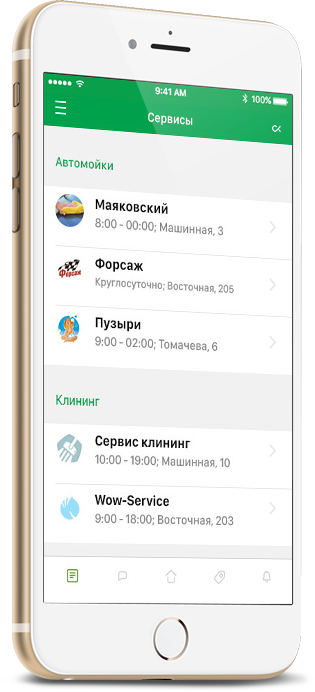 9:41 AM
100%
Сервисы
Автомойки
Маяковский
8:00 - 00:00; Машинная, 3
Форсаж
Форсаж
Круглосуточно; Восточная, 205
Пузыри
9:00 - 02:00; Томачева, 6
Клининг
Сервис клининг
10:00 - 19:00; Машинная, 10
Wow-Service
9:00 - 18:00; Восточная, 203